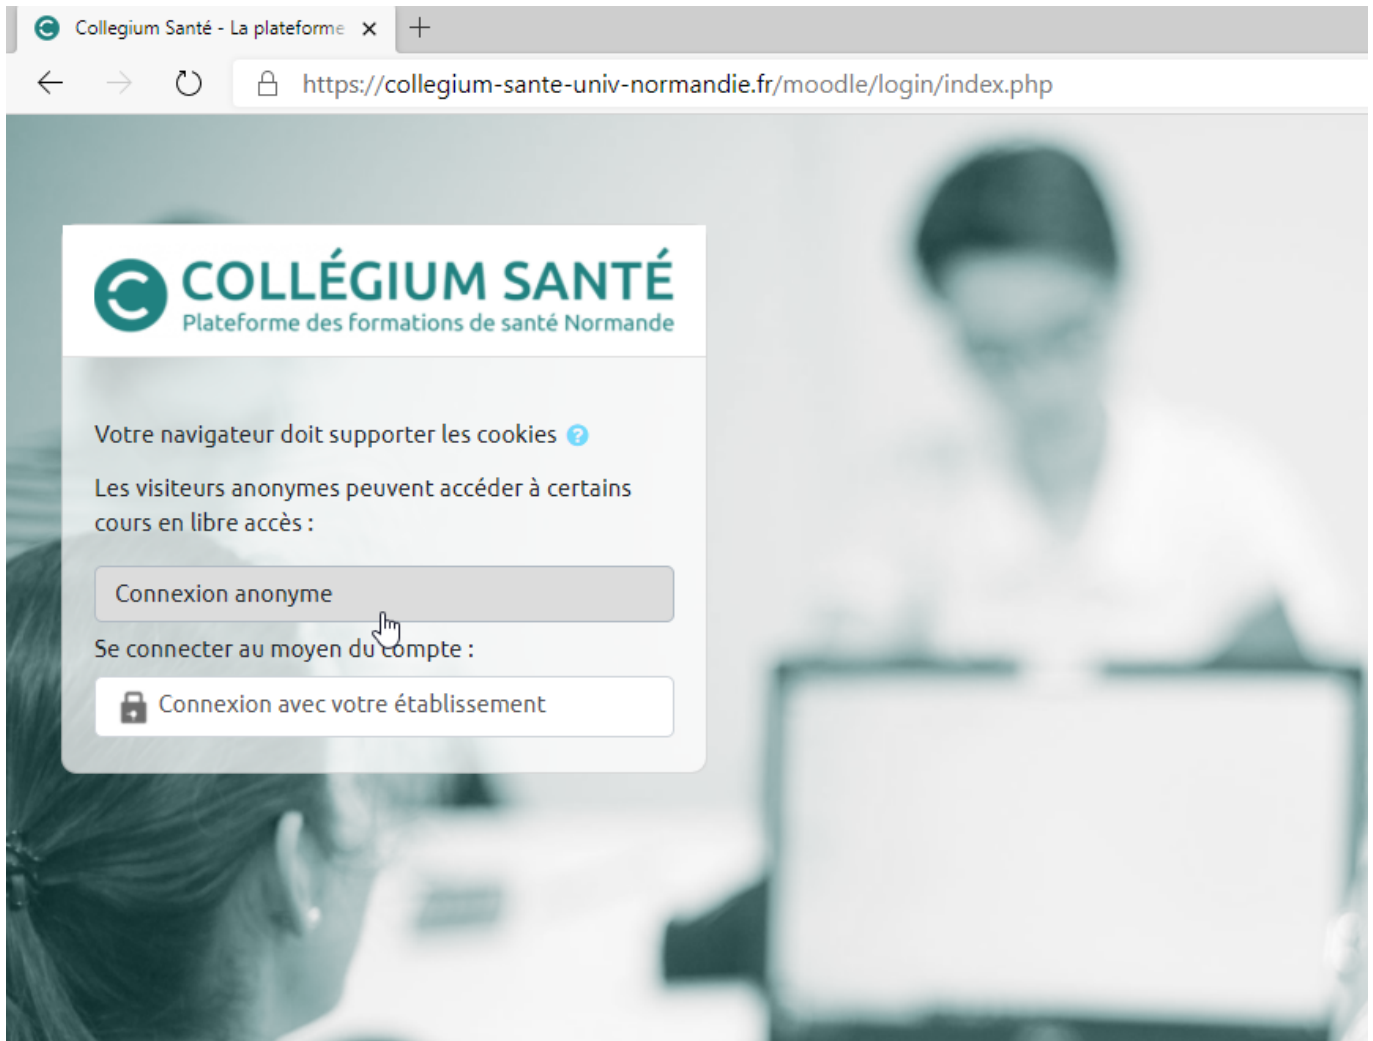 Collegium Santé - La plateforme
https://collegium-sante-univ-normandie.fr/moodle/login/index.php
COLLÉGIUM SANTÉ
Plateforme des formations de santé Normande
Votre navigateur doit supporter les cookies
Les visiteurs anonymes peuvent accéder à certains
cours en libre accès :
Connexion anonyme
Se connecter au moyen du compte :
Connexion avec votre établissement